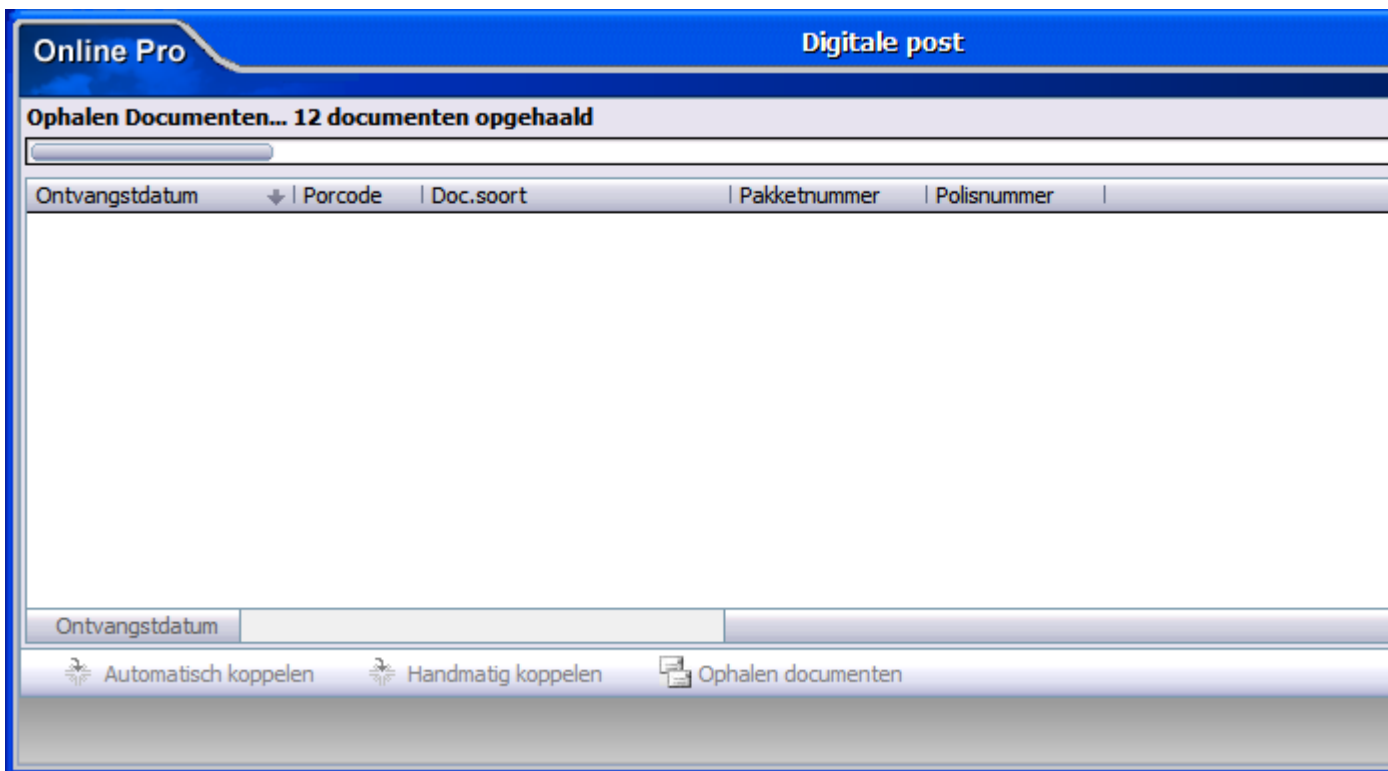 Online Pro
Digitale post
Ophalen Documenten... 12 documenten opgehaald
Ontvangstdatum Porcode Doc.soort Pakketnummer Polisnummer
Ontvangstdatum
Automatisch koppelen Handmatig koppelen Ophalen documenten